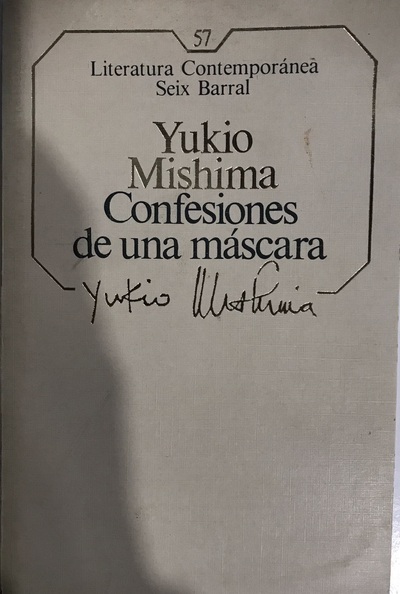 57
Literatura Contemporánea
Seix Barral
Yukio
Mishima
Confesiones
de una máscara
Yukio Mishima